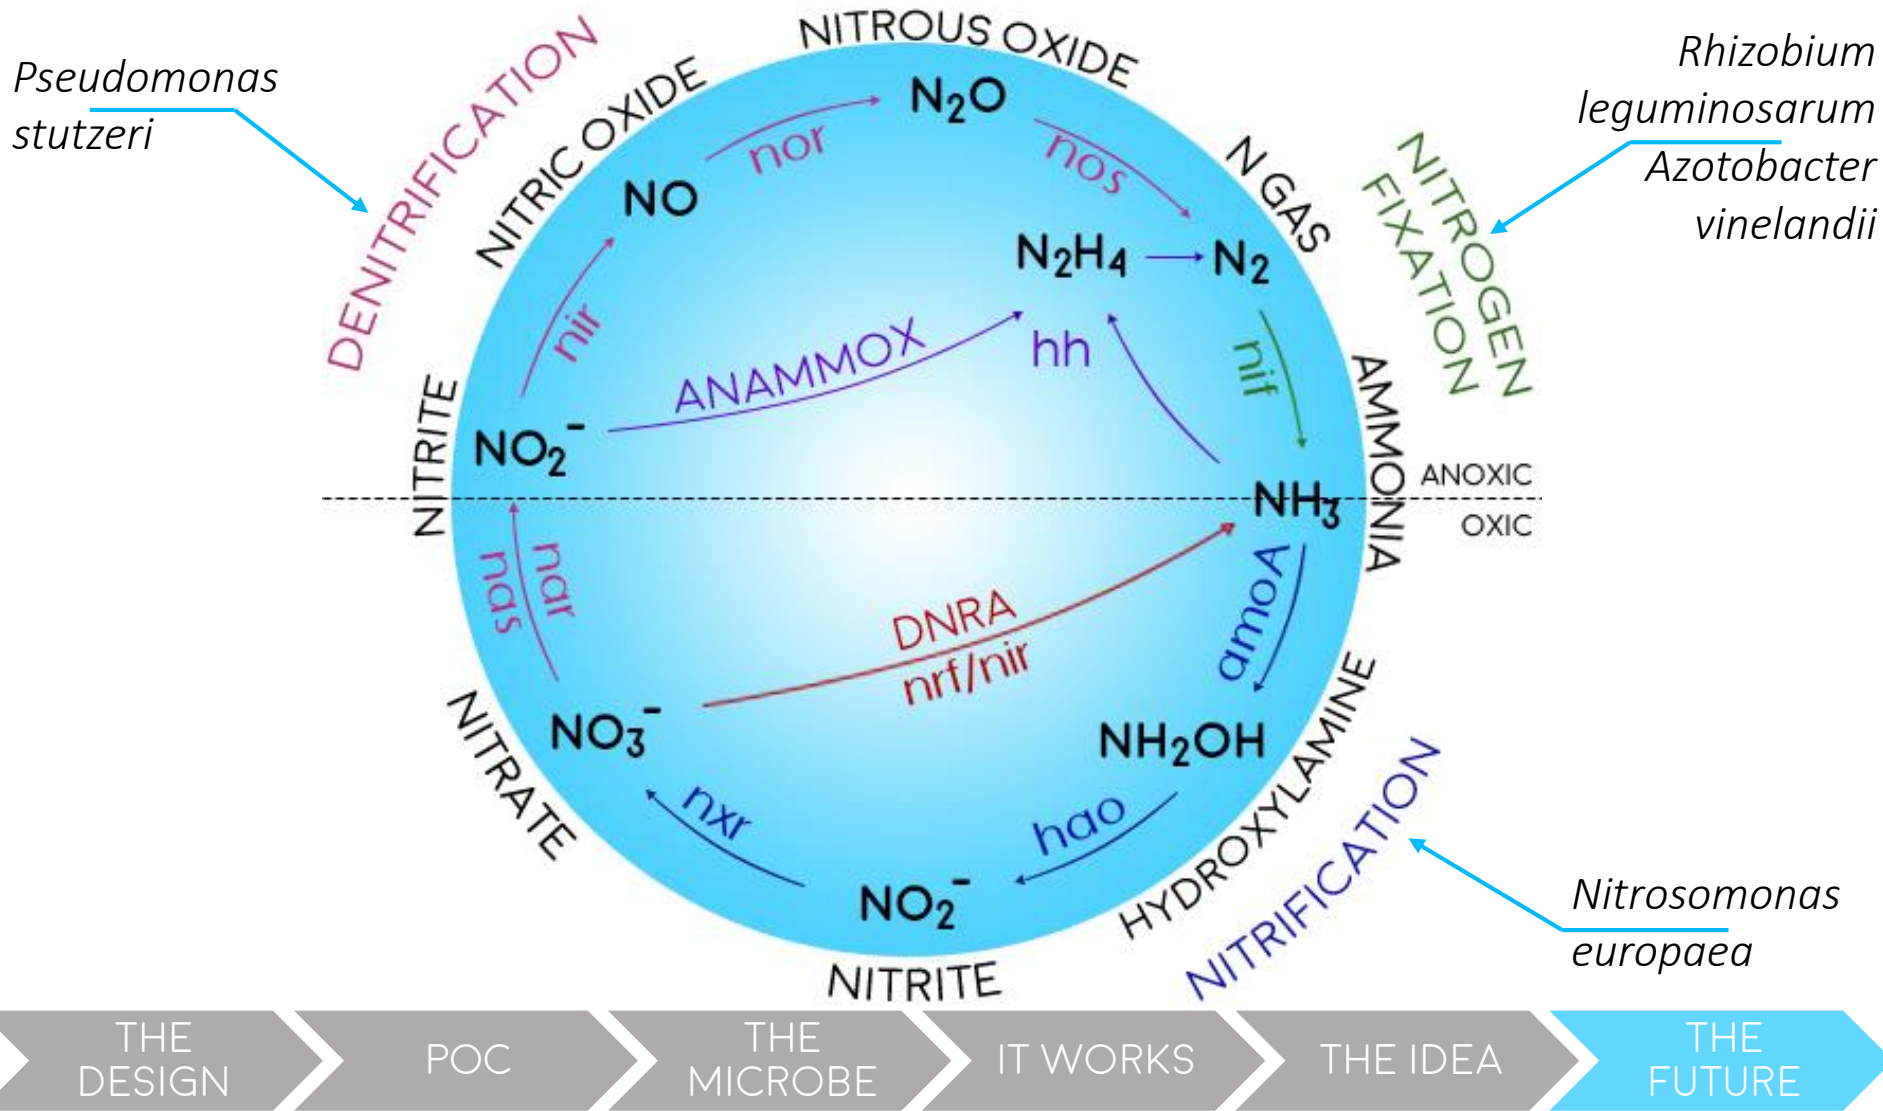 Pseudomonas
stutzeri
DENITRIFICATION
NITRIC OXIDE
NITROUS OXIDE
N GAS
NITROGEN
FIXATION
Rhizobium
leguminosarum
Azotobacter
vinelandii
N₂O
nor
nos
NO
N₂H₄
N₂
nir
ANAMMOX
hh
nif
NITRITE
NO₂⁻
AMMONIA
ANOXIC
NH₃
OXIC
nar
nas
DNRA
nrf/nir
amoA
NO₃⁻
NH₂OH
NITRATE
nxr
hao
HYDROXYLAMINE
NO₂⁻
NITRITE
NITRIFICATION
Nitrosomonas
europaea
THE
DESIGN
POC
THE
MICROBE
IT WORKS
THE IDEA
THE
FUTURE